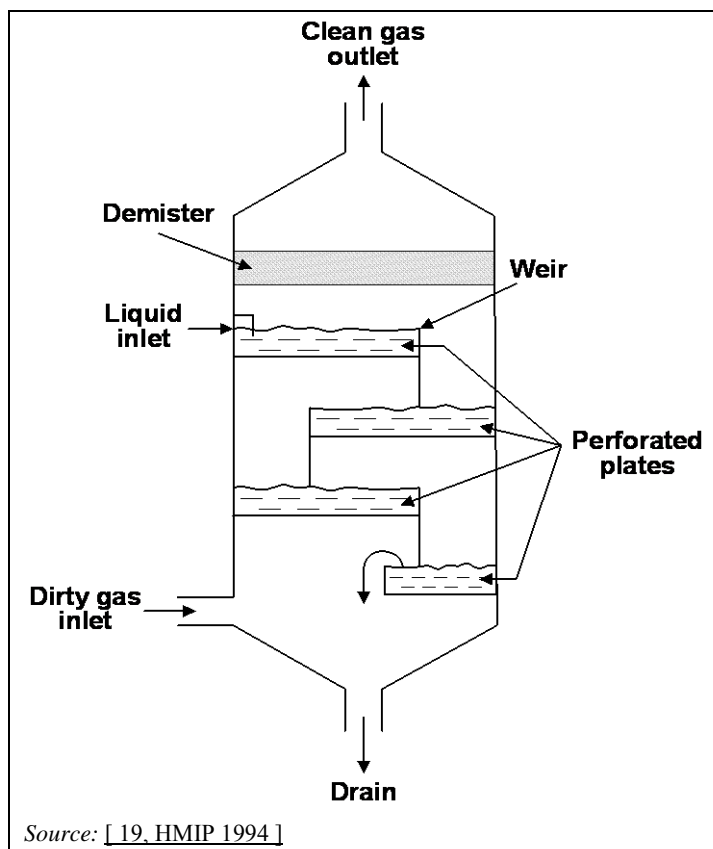 Clean gas
outlet
Demister
Weir
Liquid
inlet
Perforated
plates
Dirty gas
inlet
Drain
Source: [ 19, HMIP 1994 ]